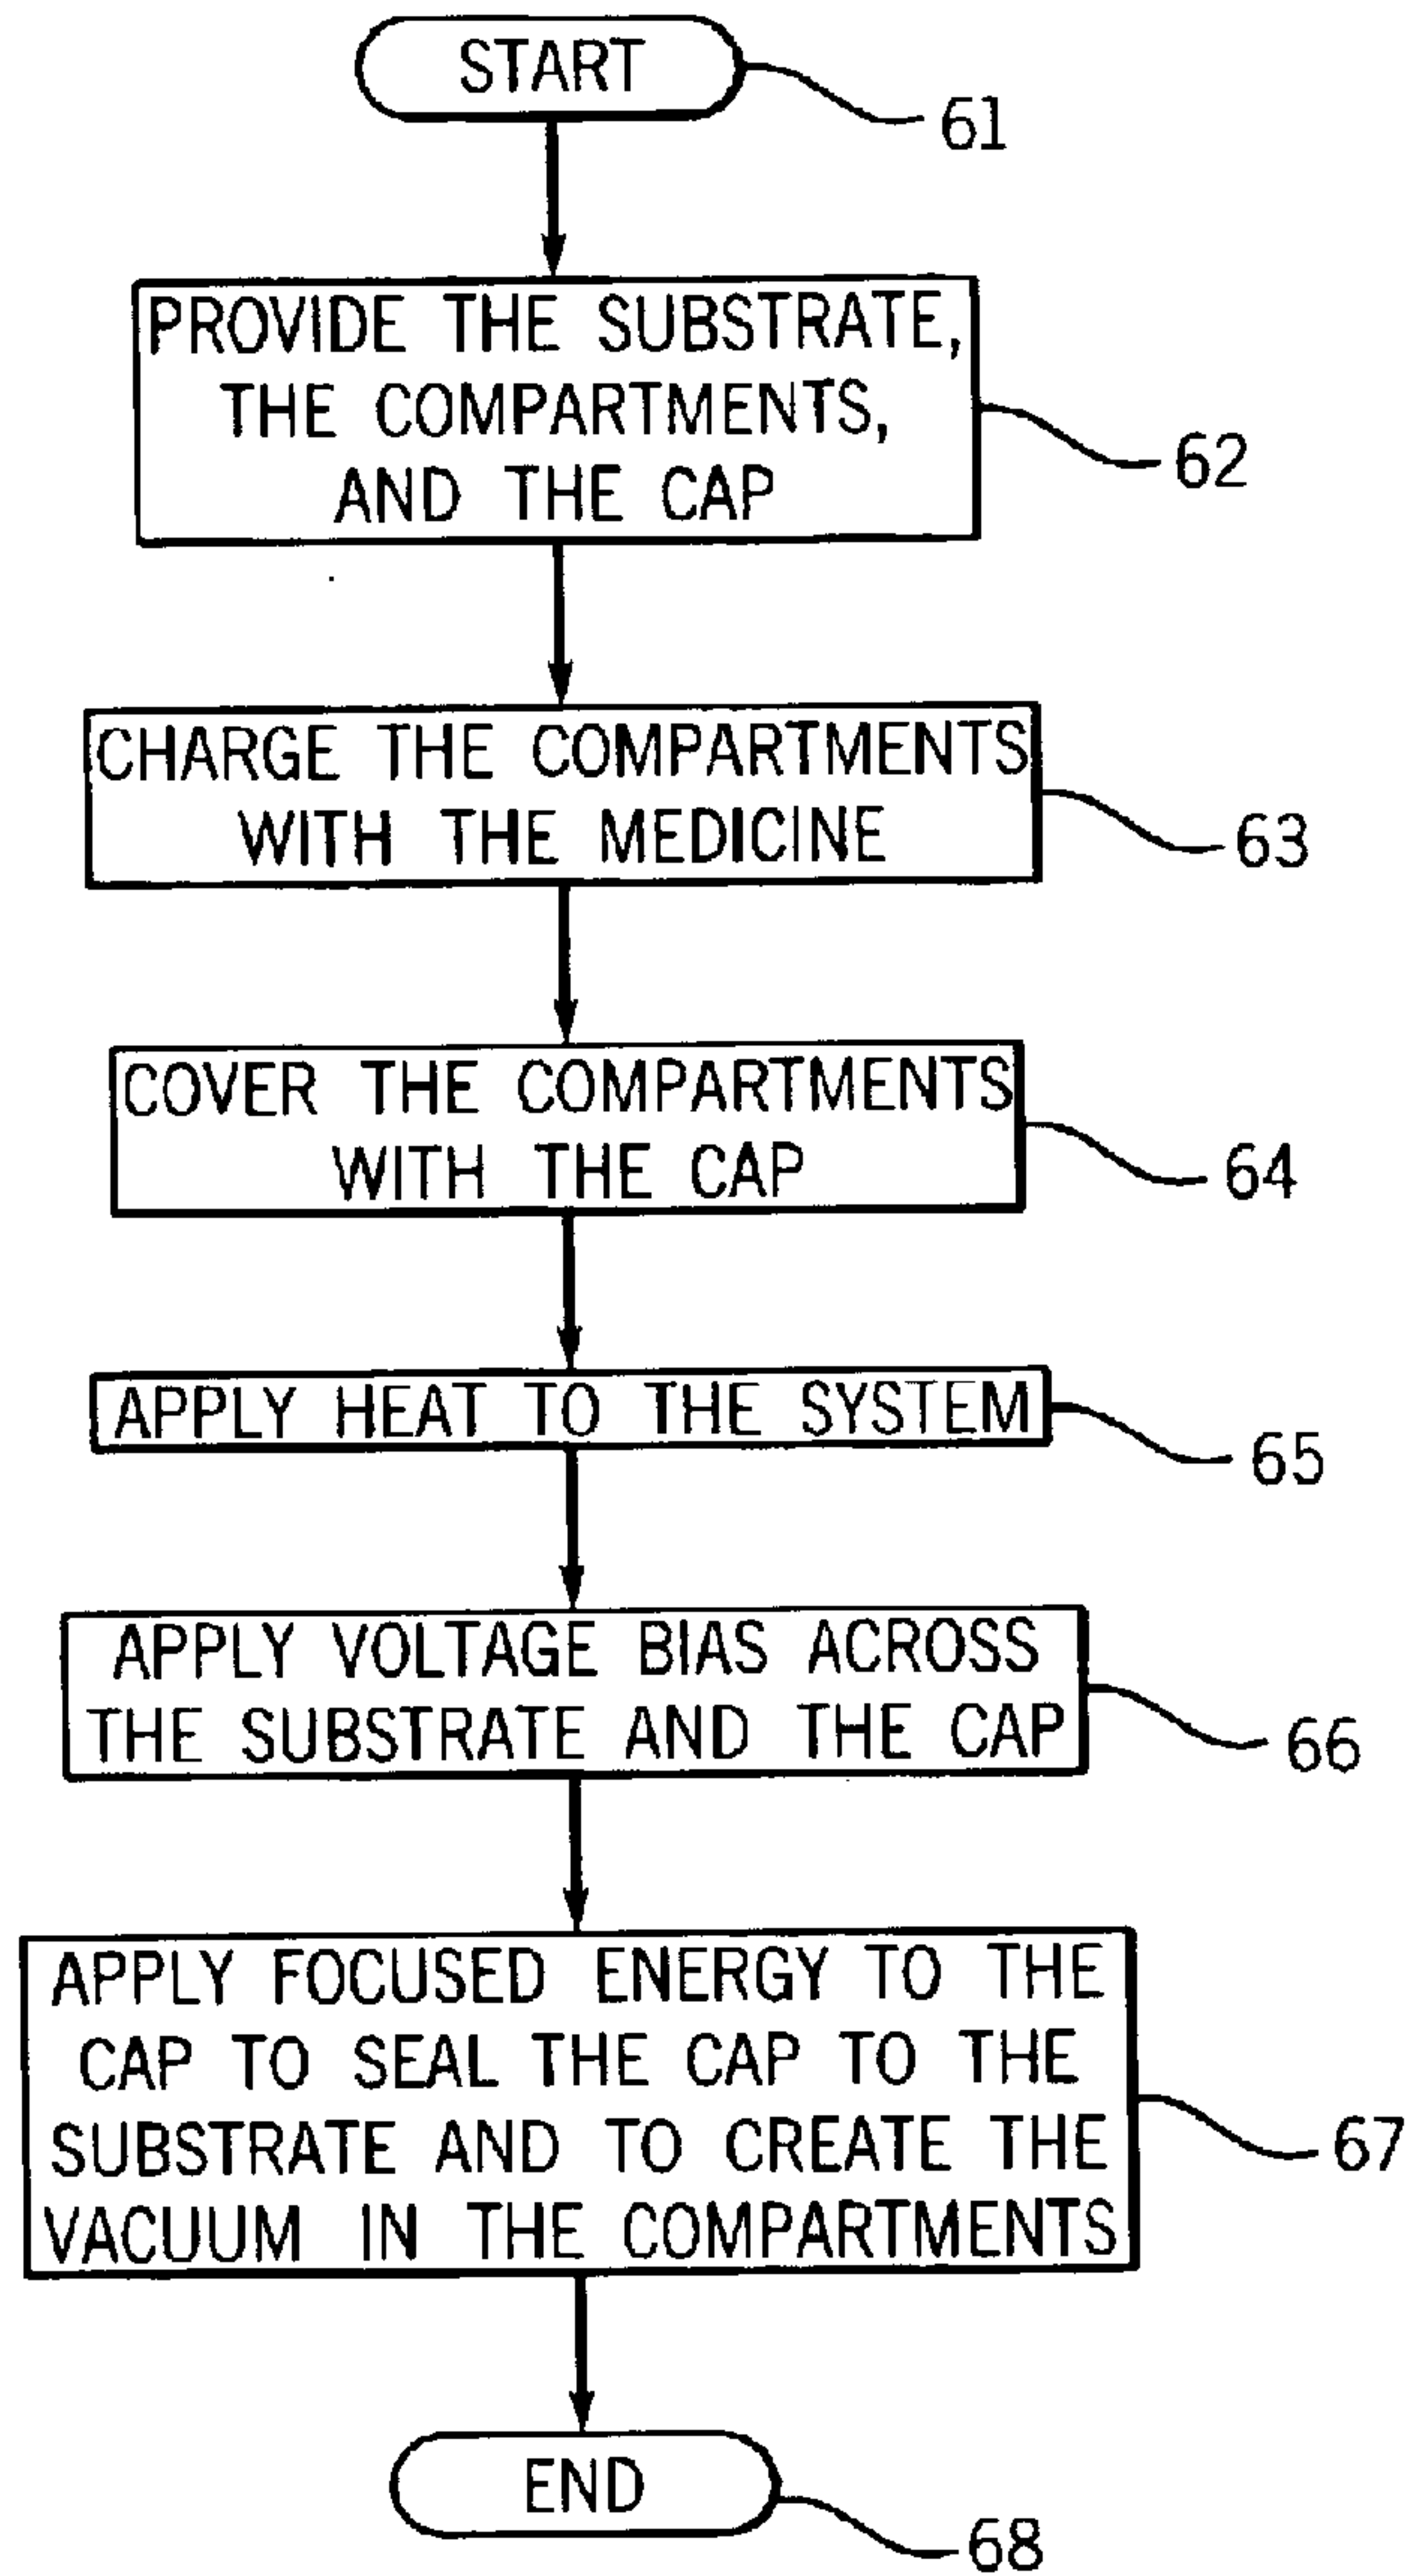 START
61
PROVIDE THE SUBSTRATE,
THE COMPARTMENTS,
AND THE CAP
62
CHARGE THE COMPARTMENTS
WITH THE MEDICINE
63
COVER THE COMPARTMENTS
WITH THE CAP
64
APPLY HEAT TO THE SYSTEM
65
APPLY VOLTAGE BIAS ACROSS
THE SUBSTRATE AND THE CAP
66
APPLY FOCUSED ENERGY TO THE
CAP TO SEAL THE CAP TO THE
SUBSTRATE AND TO CREATE THE
VACUUM IN THE COMPARTMENTS
67
END
68